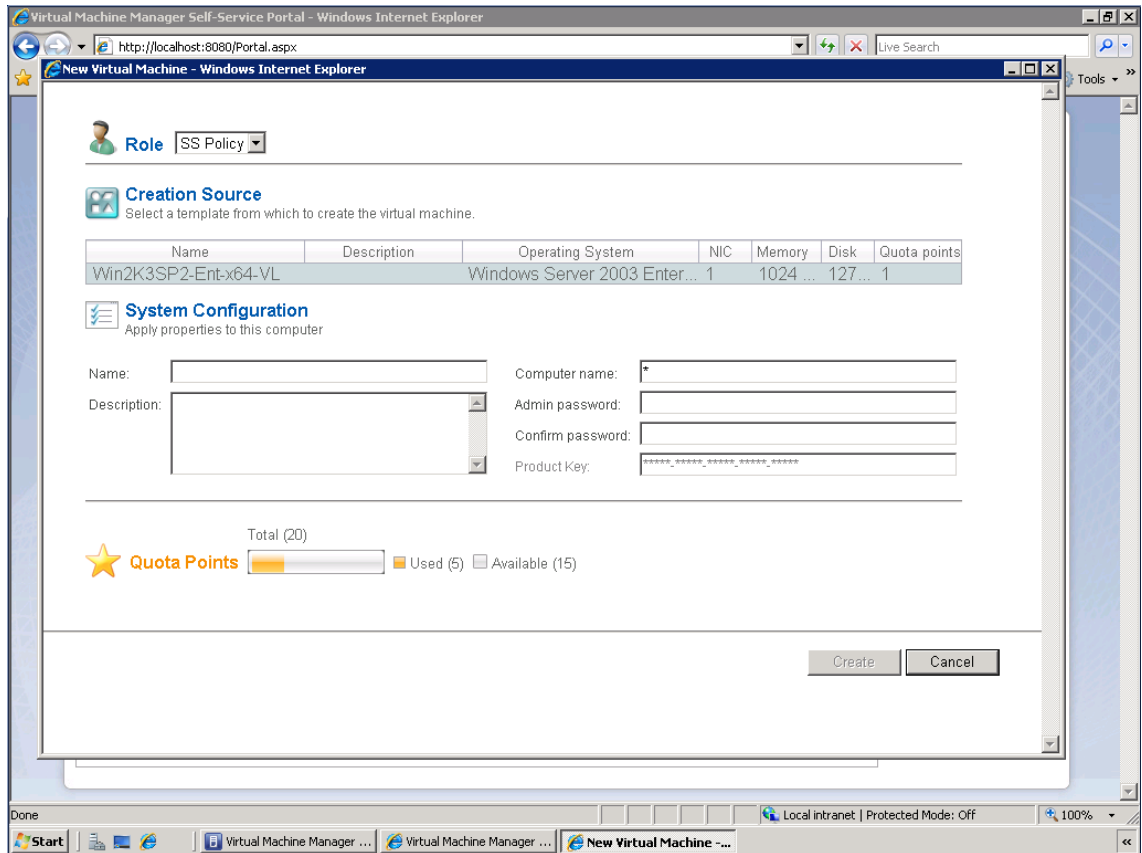 Virtual Machine Manager Self-Service Portal - Windows Internet Explorer
http://localhost:8080/Portal.aspx
Live Search
New Virtual Machine - Windows Internet Explorer
Tools
Role SS Policy
Creation Source
Select a template from which to create the virtual machine.
Name Description Operating System NIC Memory Disk Quota points
Win2K3SP2-Ent-x64-VL Windows Server 2003 Enter... 1 1024 ... 127... 1
System Configuration
Apply properties to this computer
Name: Computer name: *
Description: Admin password:
Confirm password:
Product Key: *****-*****-*****-*****-*****
Total (20)
Quota Points Used (5) Available (15)
Create Cancel
Done Local intranet | Protected Mode: Off 100%
Start Virtual Machine Manager ... Virtual Machine Manager ... New Virtual Machine -...